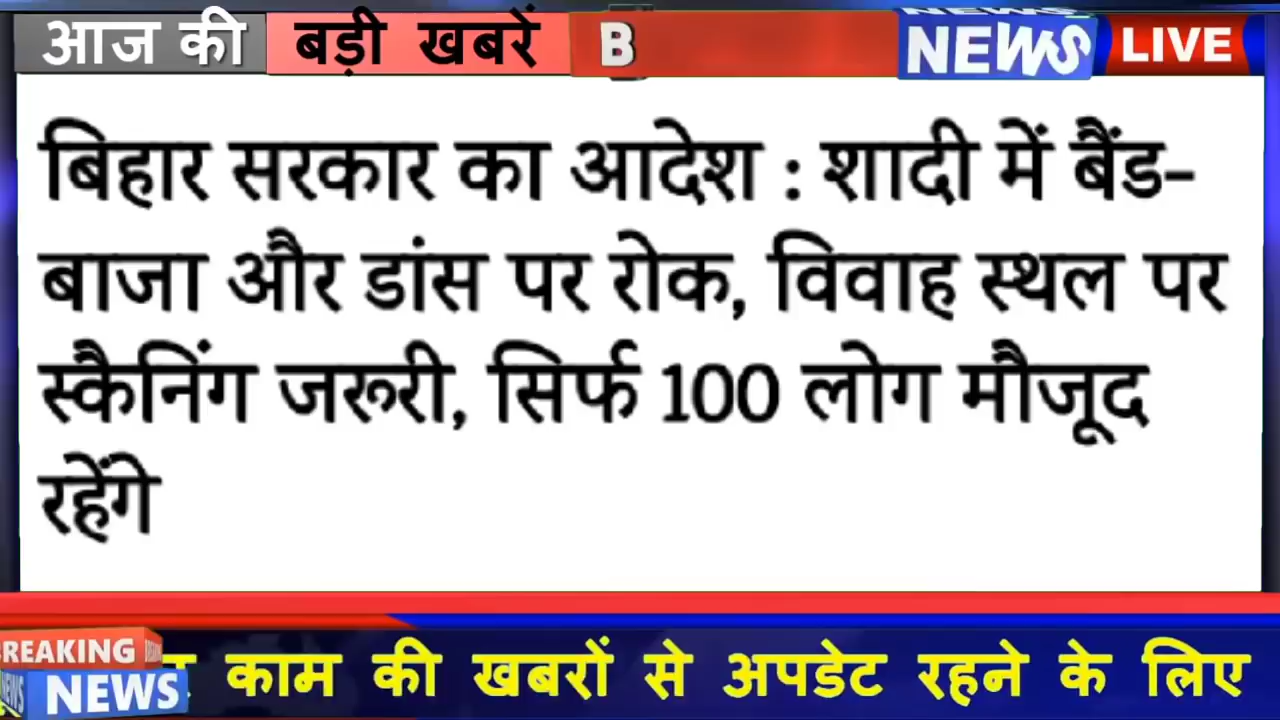 आज की बड़ी खबरें B NEWS LIVE
बिहार सरकार का आदेश : शादी में बैंड-
बाजा और डांस पर रोक, विवाह स्थल पर
स्कैनिंग जरूरी, सिर्फ 100 लोग मौजूद
रहेंगे
BREAKING
NEWS
काम की खबरों से अपडेट रहने के लिए